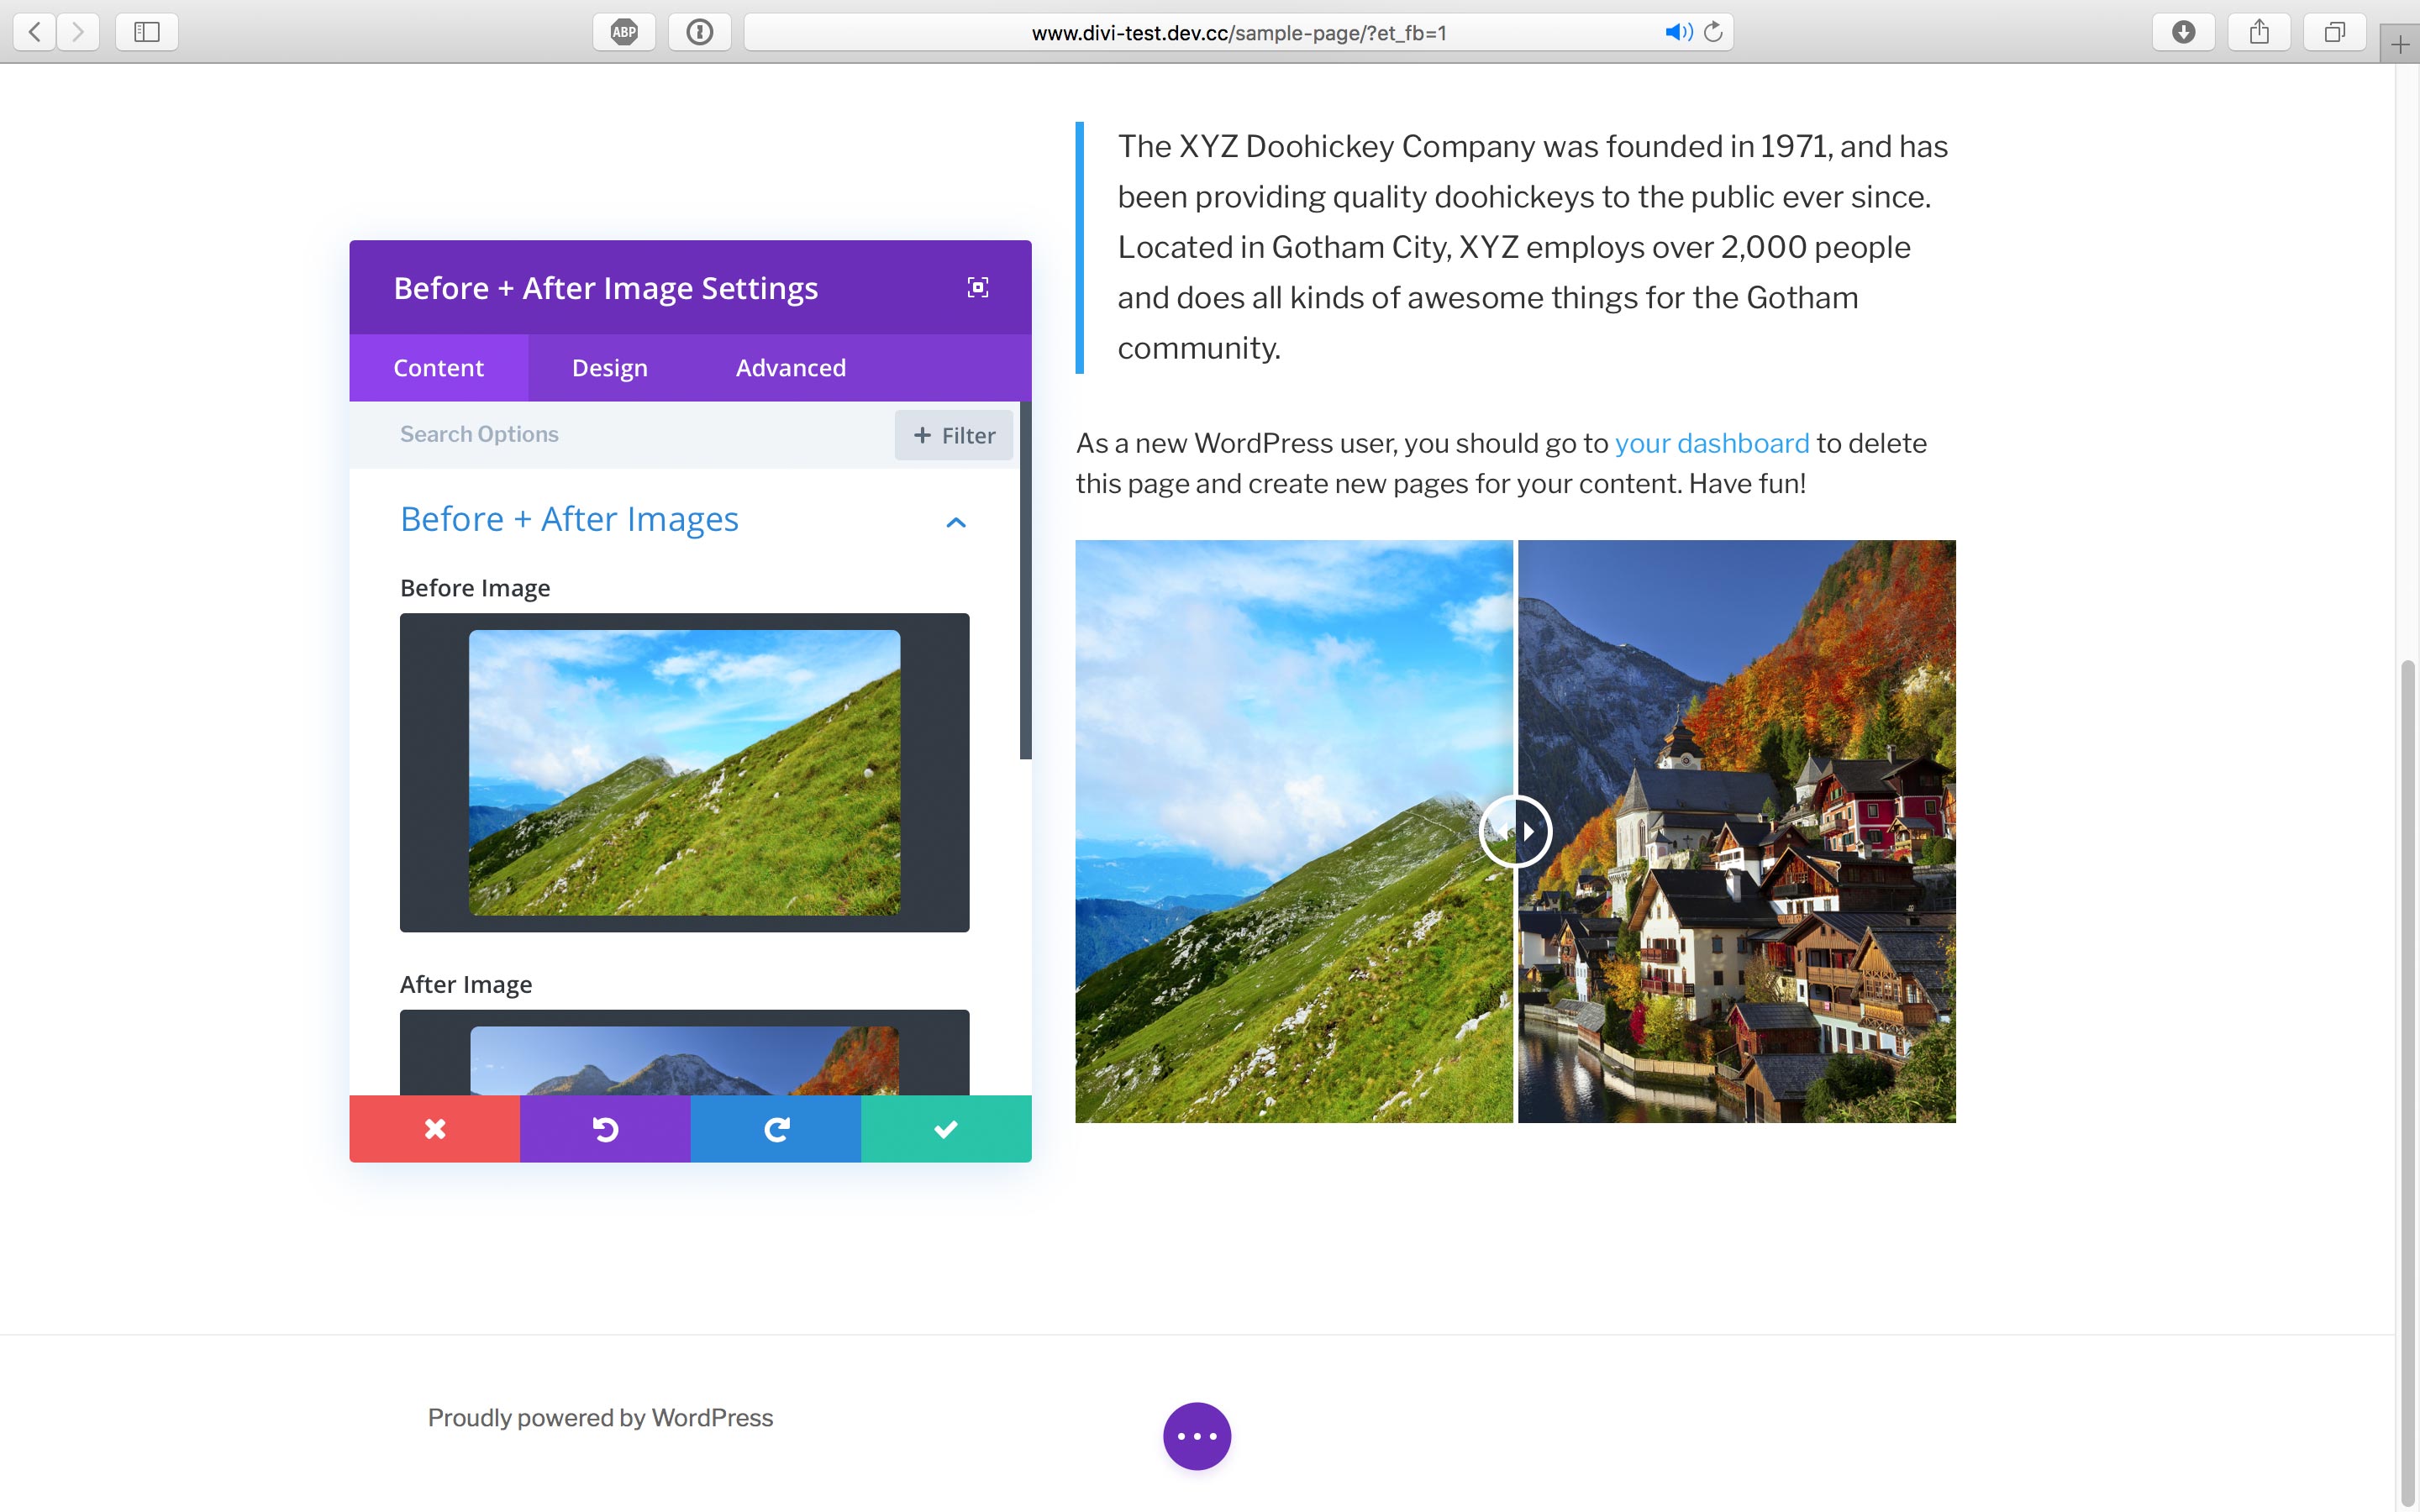 ABP
www.divi-test.dev.cc/sample-page/?et_fb=1
The XYZ Doohickey Company was founded in 1971, and has
been providing quality doohickeys to the public ever since.
Located in Gotham City, XYZ employs over 2,000 people
and does all kinds of awesome things for the Gotham
community.
Before + After Image Settings
Content Design Advanced
Search Options + Filter
As a new WordPress user, you should go to your dashboard to delete
this page and create new pages for your content. Have fun!
Before + After Images
Before Image
After Image
Proudly powered by WordPress